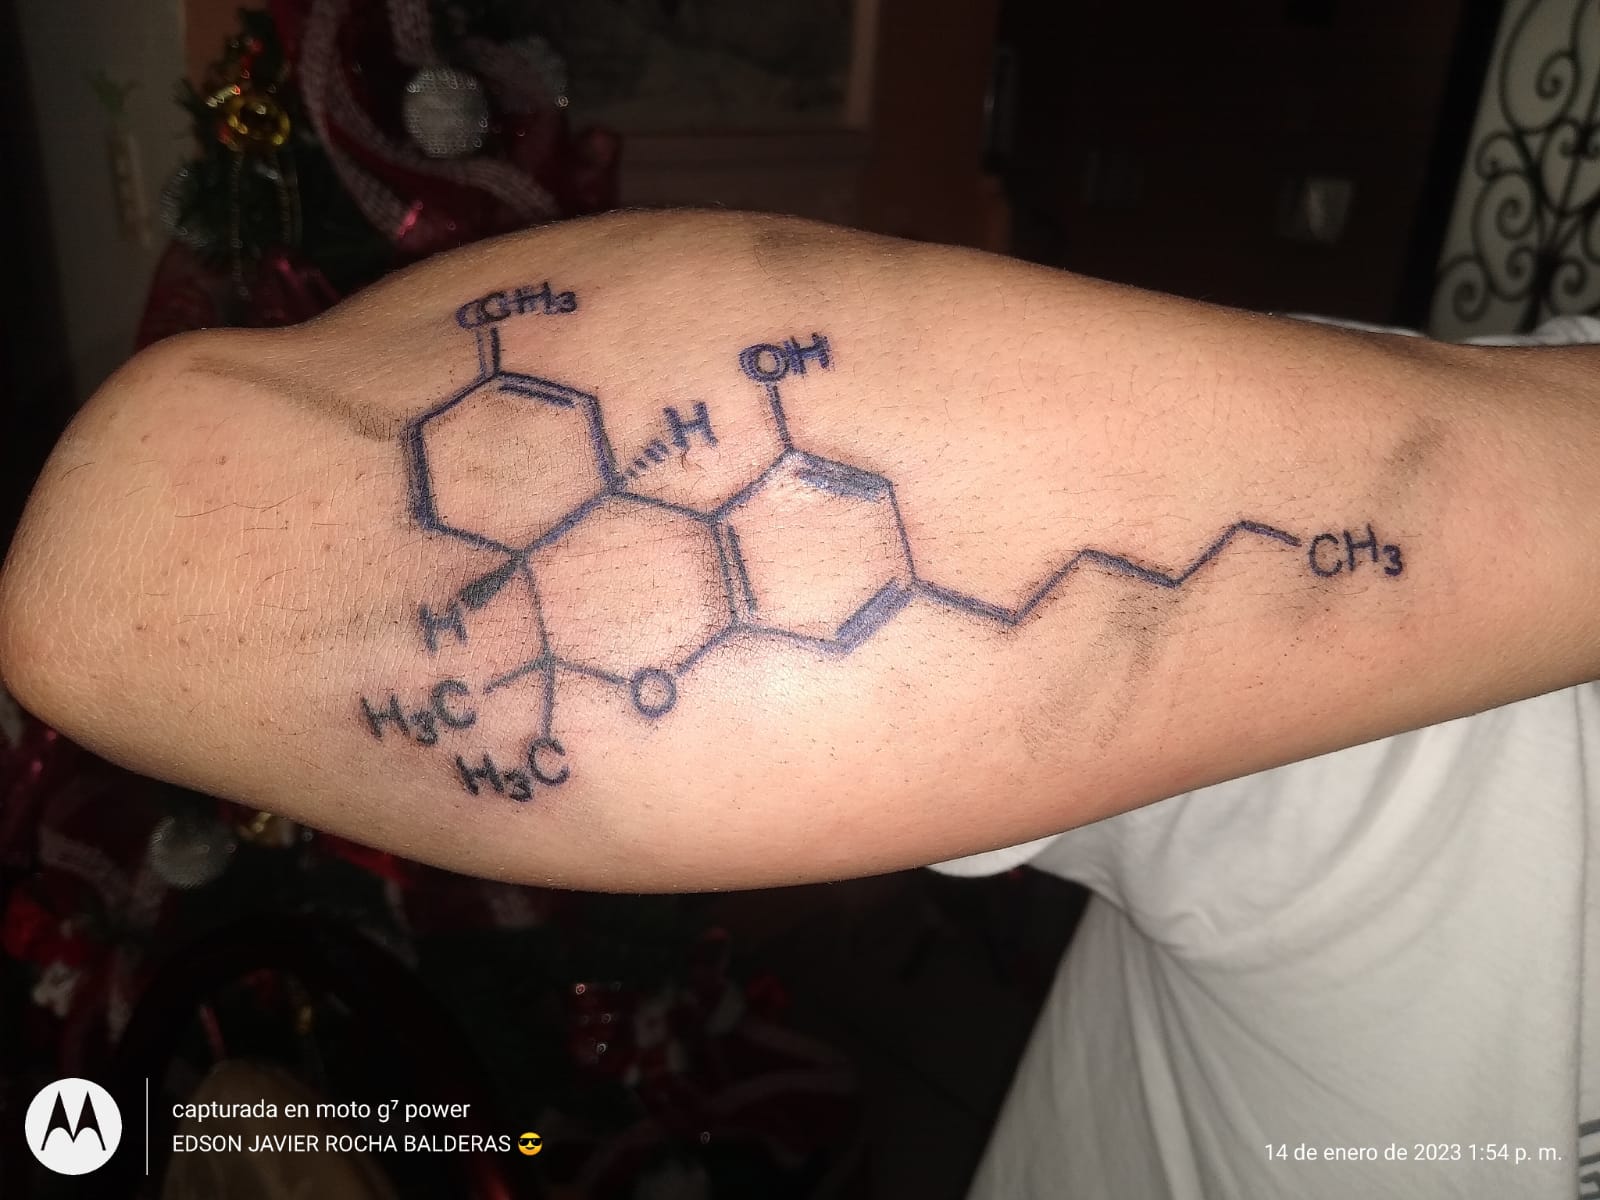 CH3
OH
H
CH3
H
H3C
O
H3C
capturada en moto g⁷ power
EDSON JAVIER ROCHA BALDERAS 😎
14 de enero de 2023 1:54 p. m.